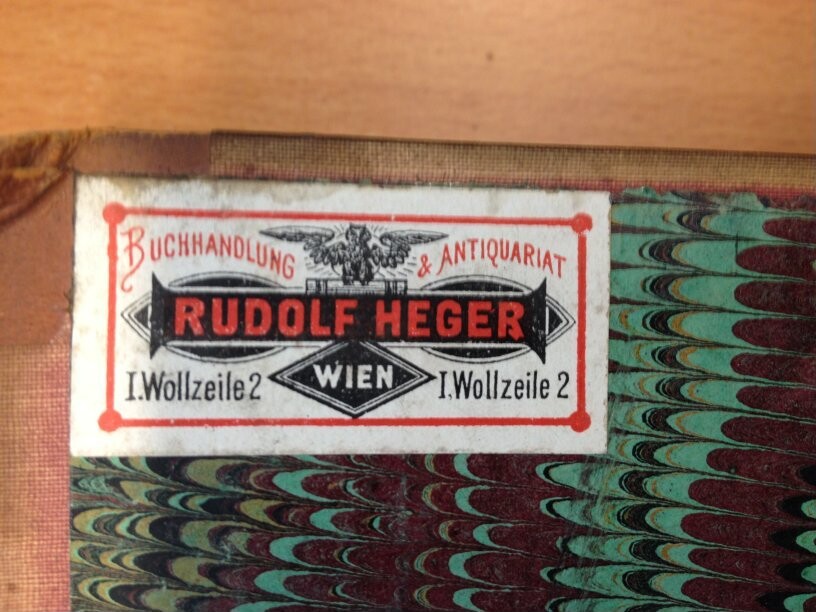 BUCHHANDLUNG & ANTIQUARIAT
RUDOLF HEGER
WIEN
I.Wollzeile 2 I.Wollzeile 2